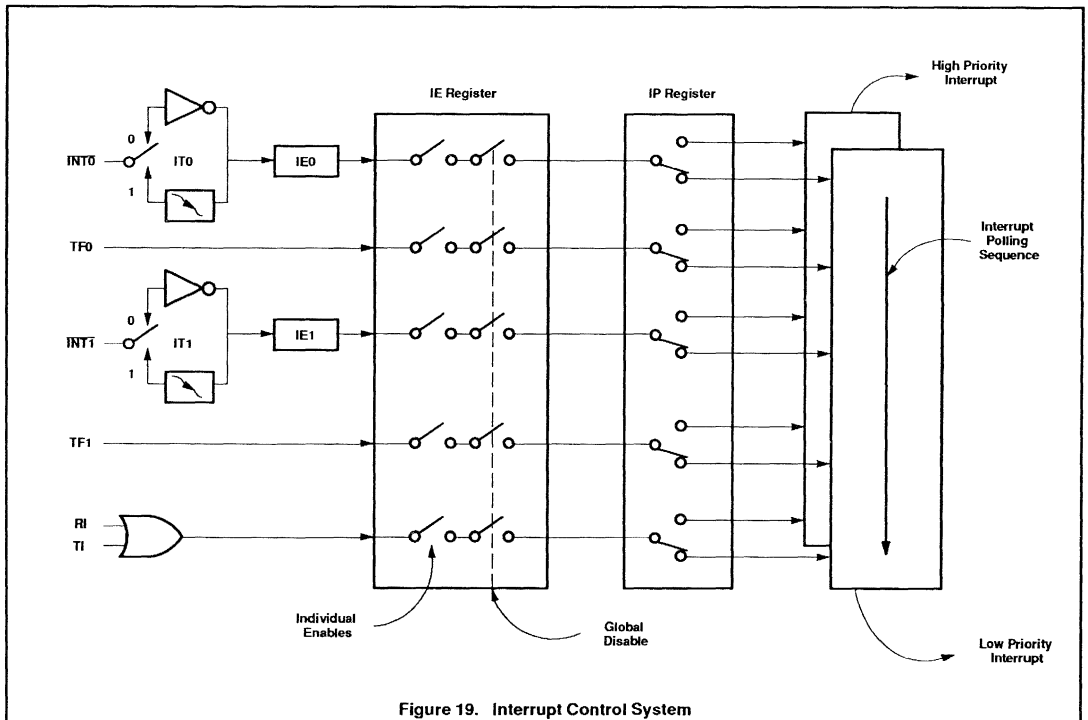 High Priority
Interrupt
IE Register
IP Register
0
INT0
IT0
IE0
1
TF0
Interrupt
Polling
Sequence
0
INT1
IT1
IE1
1
TF1
RI
TI
Individual
Enables
Global
Disable
Low Priority
Interrupt
Figure 19. Interrupt Control System